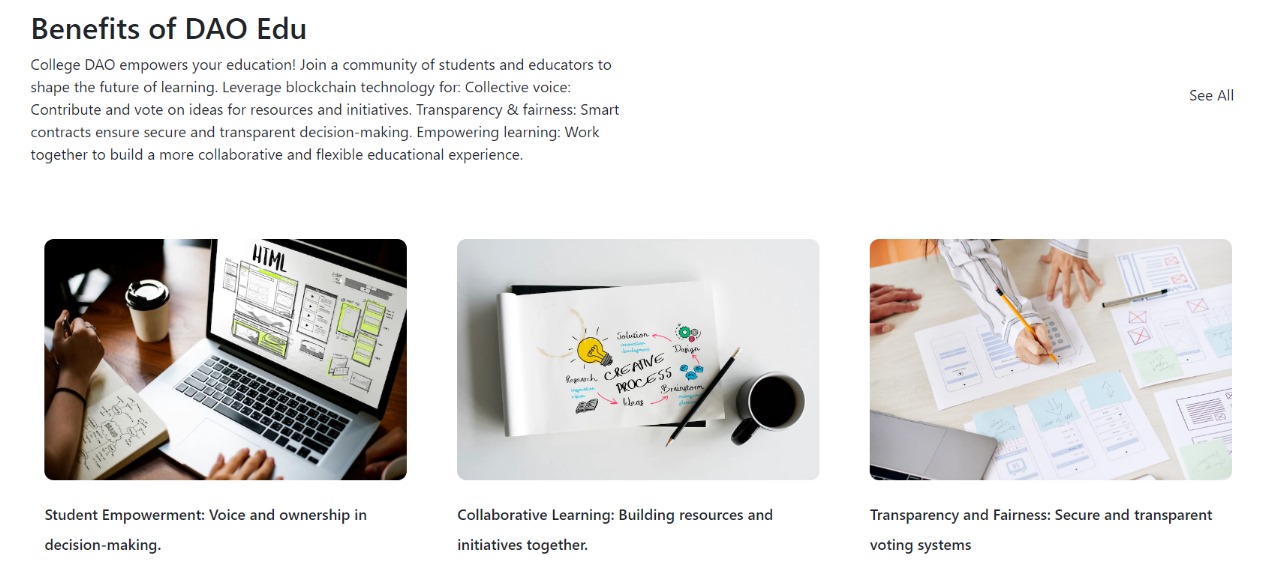 Benefits of DAO Edu
College DAO empowers your education! Join a community of students and educators to
shape the future of learning. Leverage blockchain technology for: Collective voice:
Contribute and vote on ideas for resources and initiatives. Transparency & fairness: Smart
contracts ensure secure and transparent decision-making. Empowering learning: Work
together to build a more collaborative and flexible educational experience.
See All
HTML
Solution
Design
Research
CREATIVE
PROCESS
Brainstorm
Ideas
Student Empowerment: Voice and ownership in
decision-making.
Collaborative Learning: Building resources and
initiatives together.
Transparency and Fairness: Secure and transparent
voting systems